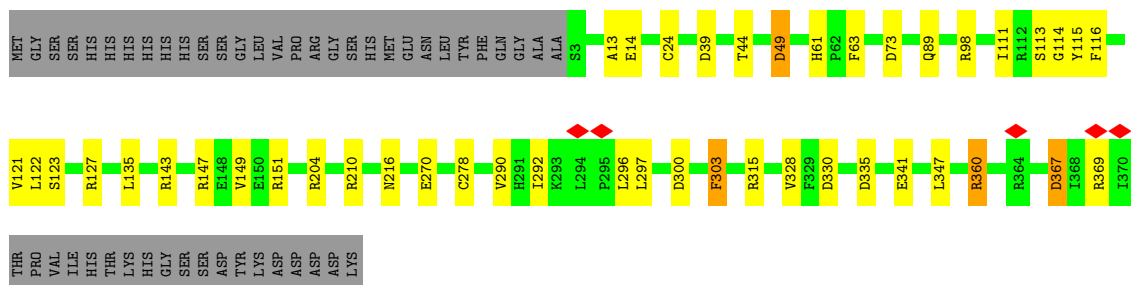 MET GLY SER SER HIS HIS HIS HIS HIS HIS SER SER GLY LEU VAL PRO ARG GLY SER HIS MET GLU ASN LEU TYR PHE GLN GLY ALA ALA S3 A13 E14 C24 D39 T44 D49 H61 P62 F63 D73 Q89 R98 I111 R112 S113 G114 Y115 F116
V121 L122 S123 R127 L135 R143 R147 E148 V149 E150 R151 R204 R210 N216 E270 C278 V290 H291 I292 K293 L294 P295 L296 L297 D300 F303 R315 V328 F329 D330 D335 E341 L347 R360 R364 D367 I368 R369 I370
THR PRO VAL ILE HIS THR LYS HIS GLY SER SER ASP TYR LYS ASP ASP ASP ASP LYS